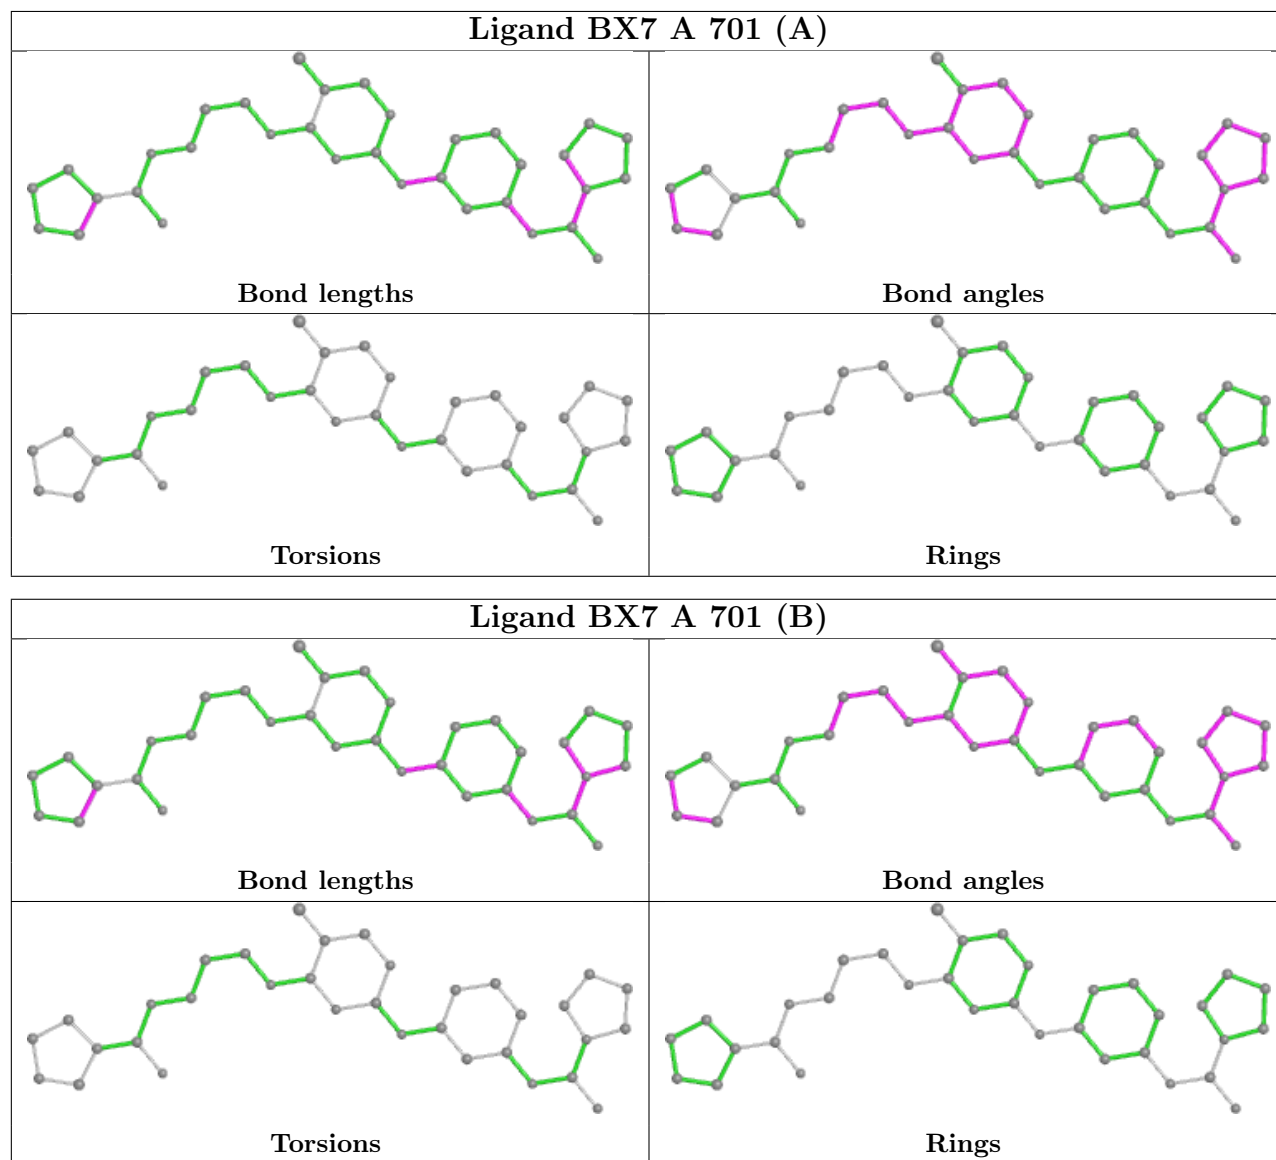 Ligand BX7 A 701 (A)
Bond lengths
Bond angles
Torsions
Rings
Ligand BX7 A 701 (B)
Bond lengths
Bond angles
Torsions
Rings